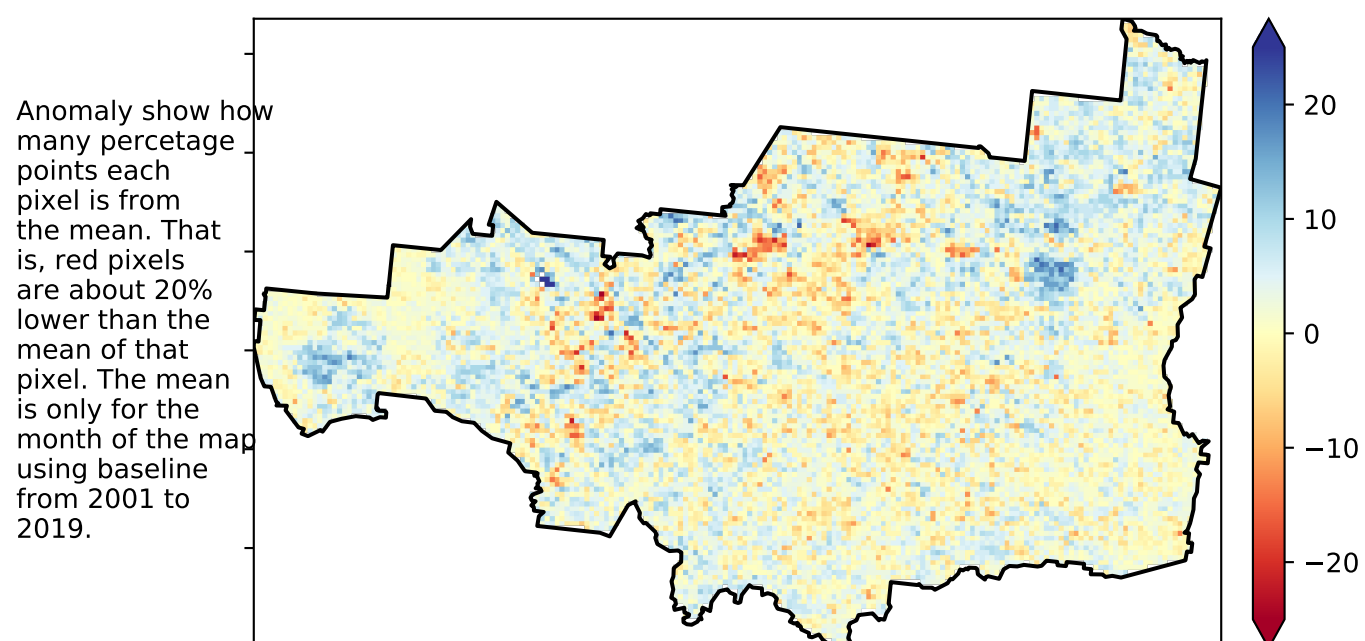 Anomaly show how
many percetage
points each
pixel is from
the mean. That
is, red pixels
are about 20%
lower than the
mean of that
pixel. The mean
is only for the
month of the map
using baseline
from 2001 to
2019.
20
10
0
−10
−20